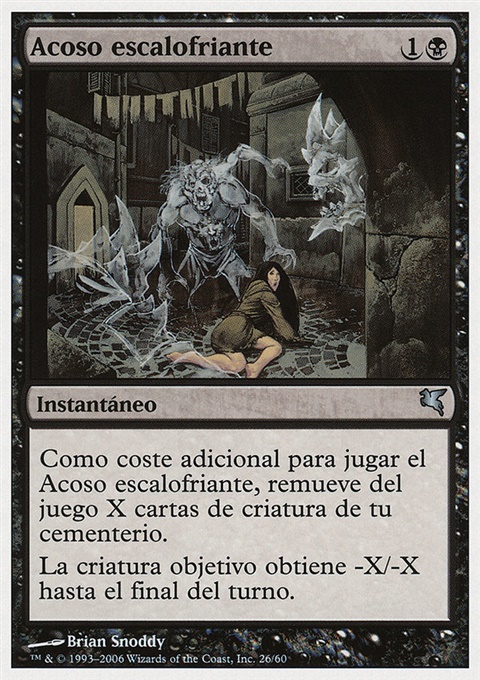 Acoso escalofriante 1
Instantáneo
Como coste adicional para jugar el
Acoso escalofriante, remueve del
juego X cartas de criatura de tu
cementerio.
La criatura objetivo obtiene -X/-X
hasta el final del turno.
Brian Snoddy
™ & © 1993–2006 Wizards of the Coast, Inc. 26/60